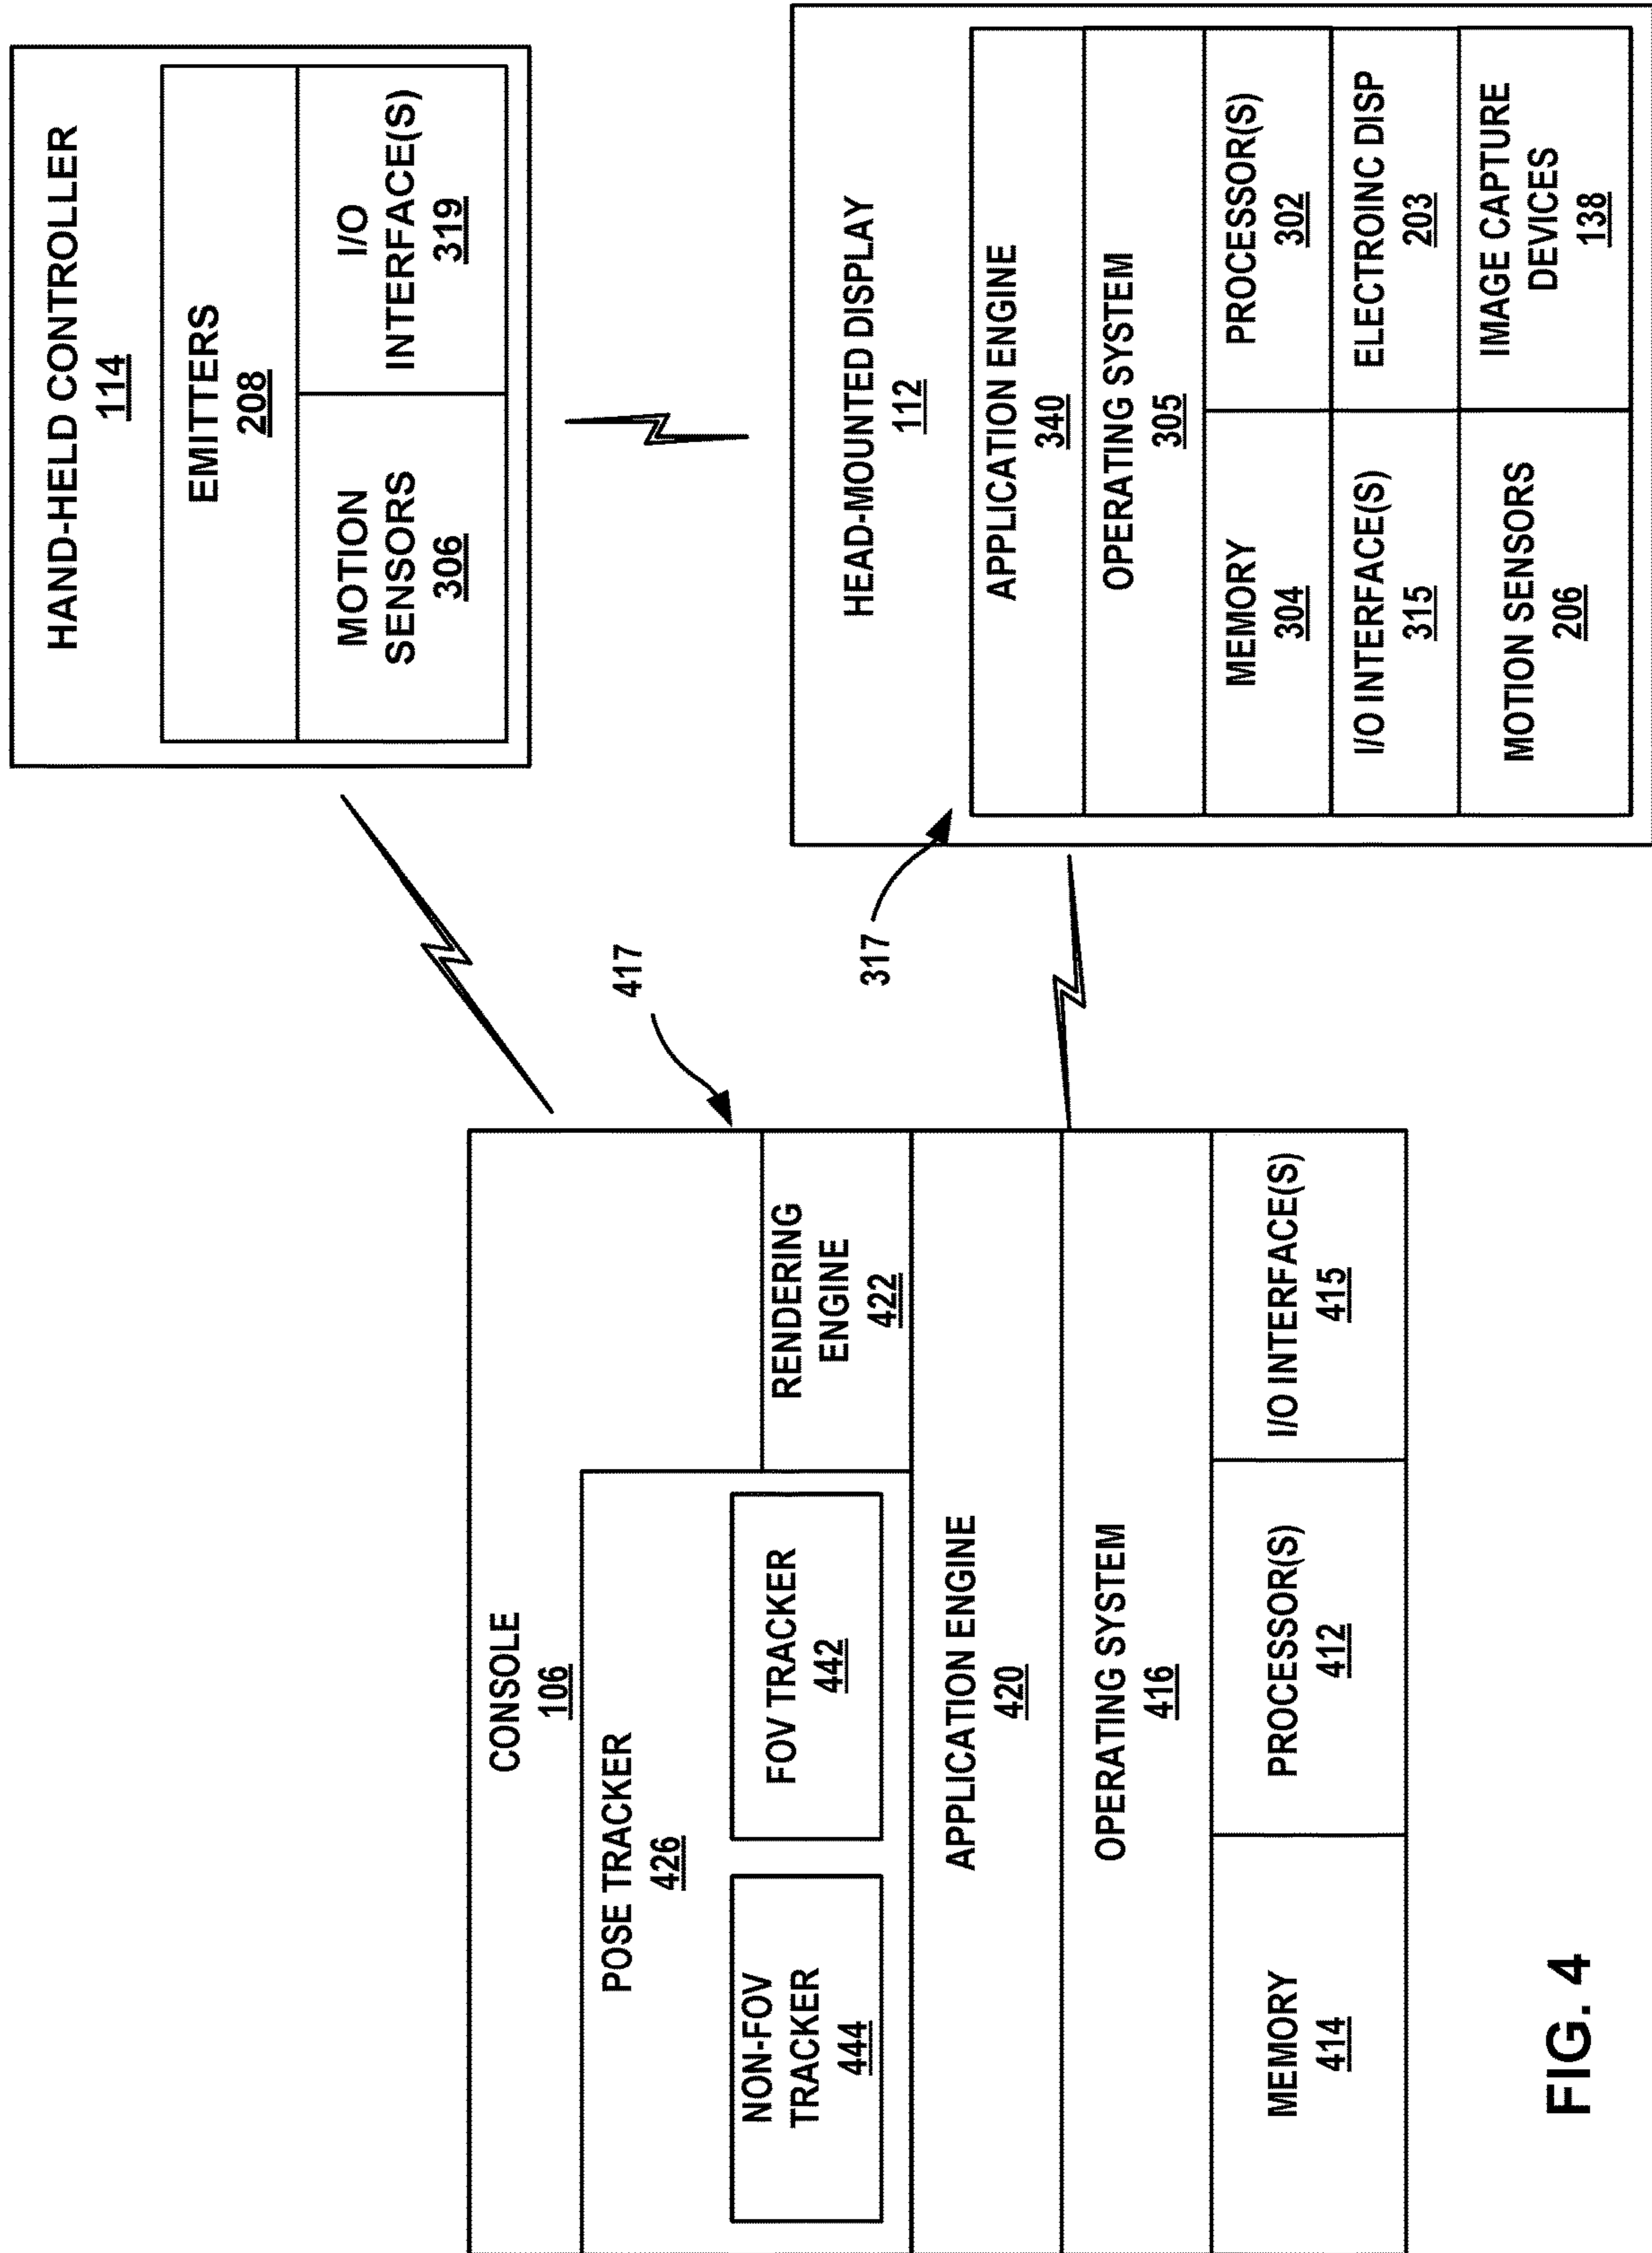 HAND-HELD CONTROLLER
114
EMITTERS
208
MOTION
SENSORS
306
I/O
INTERFACE(S)
319
CONSOLE
106
POSE TRACKER
426
NON-FOV
TRACKER
444
FOV TRACKER
442
417
RENDERING
ENGINE
422
APPLICATION ENGINE
420
OPERATING SYSTEM
416
MEMORY
414
PROCESSOR(S)
412
I/O INTERFACE(S)
415
HEAD-MOUNTED DISPLAY
112
317
APPLICATION ENGINE
340
OPERATING SYSTEM
305
MEMORY
304
PROCESSOR(S)
302
I/O INTERFACE(S)
315
ELECTROINC DISP
203
MOTION SENSORS
206
IMAGE CAPTURE
DEVICES
138
FIG. 4